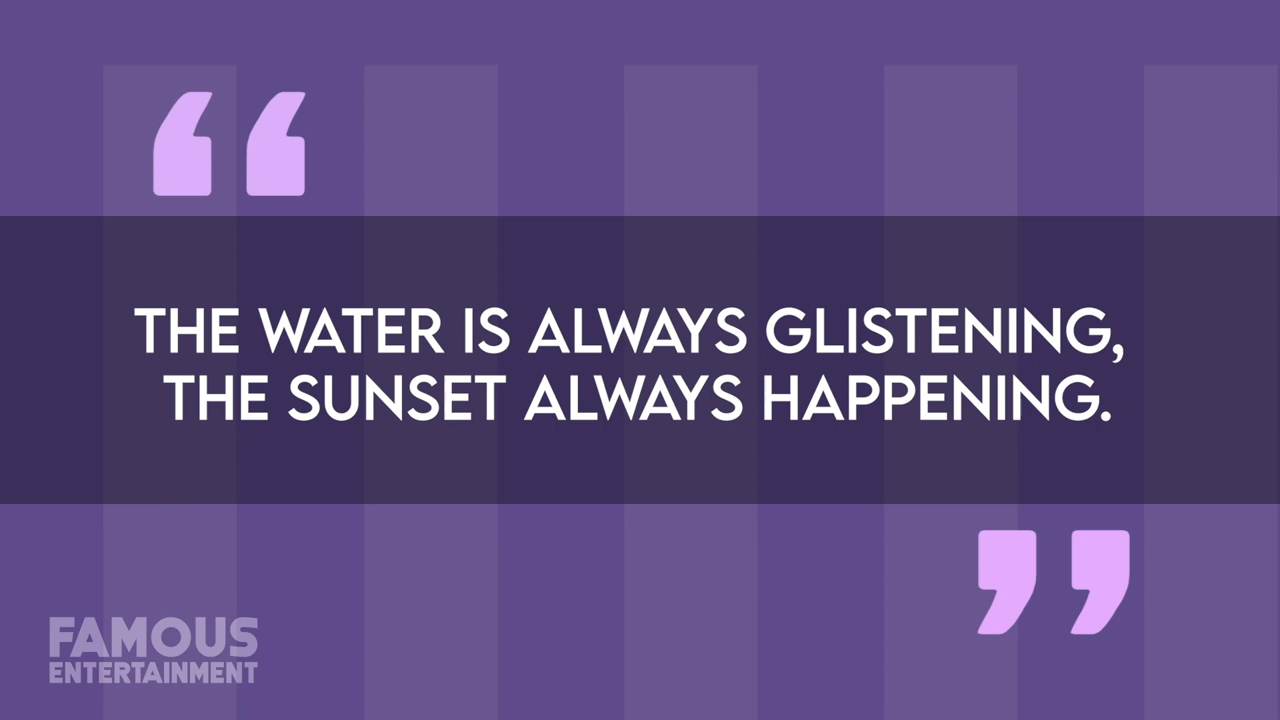 “
THE WATER IS ALWAYS GLISTENING,
THE SUNSET ALWAYS HAPPENING.
”
FAMOUS
ENTERTAINMENT